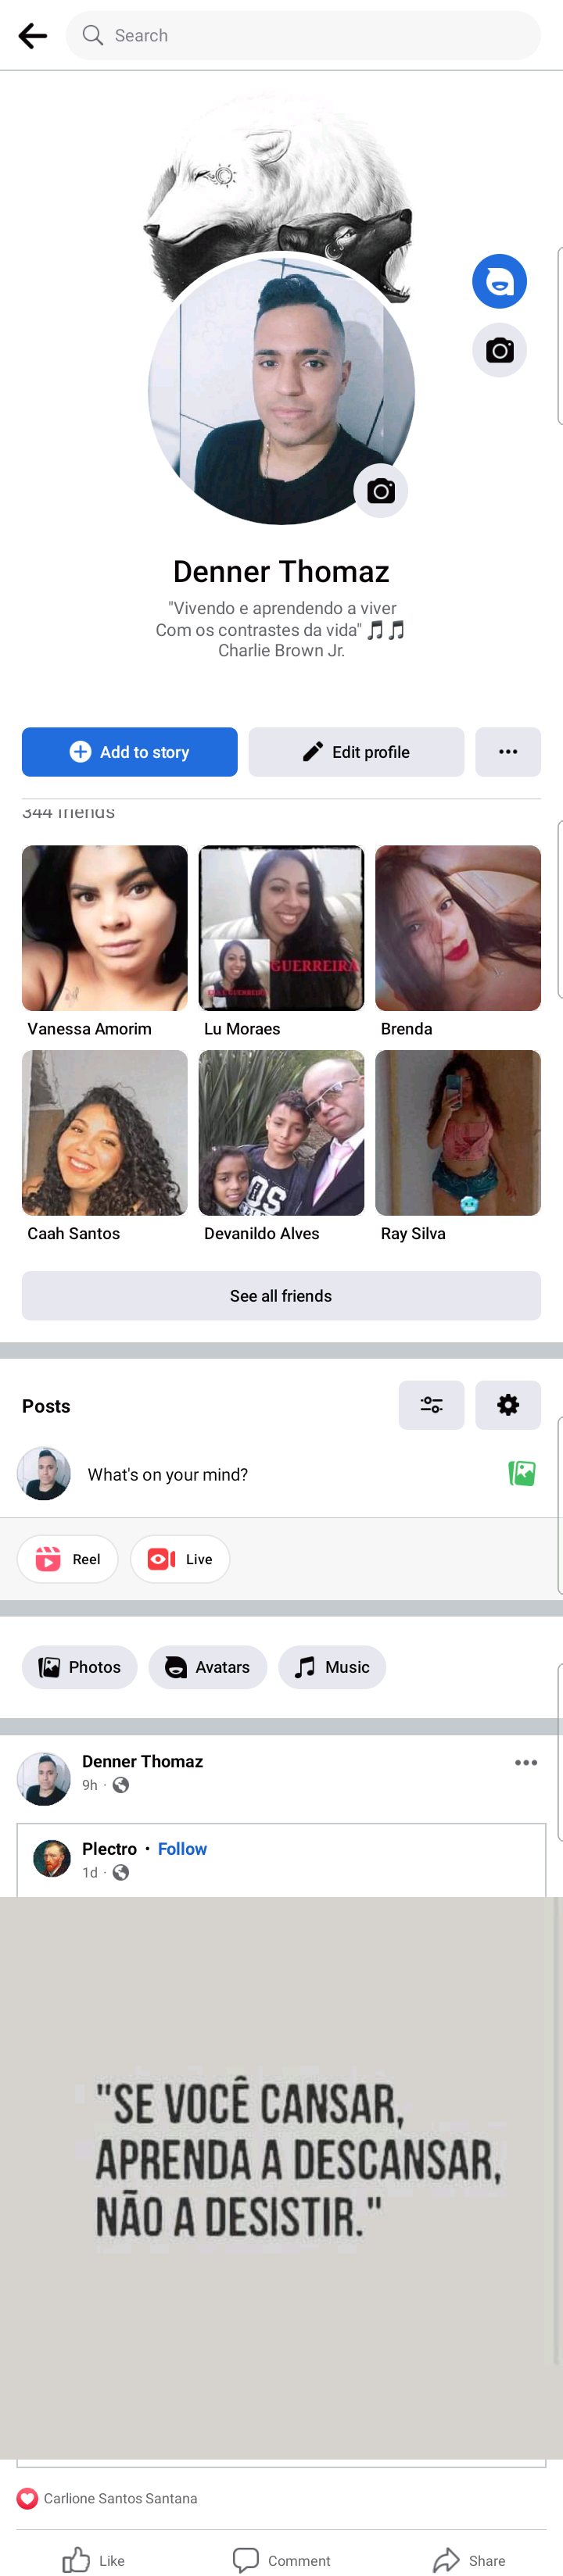 Search
Denner Thomaz
"Vivendo e aprendendo a viver
Com os contrastes da vida" 🎵🎵
Charlie Brown Jr.
Add to story
Edit profile
344 friends
GUERREIRA
Vanessa Amorim
Lu Moraes
Brenda
OS
Caah Santos
Devanildo Alves
Ray Silva
See all friends
Posts
What's on your mind?
Reel
Live
Photos
Avatars
Music
Denner Thomaz
9h ·
Plectro • Follow
1d ·
"SE VOCÊ CANSAR,
APRENDA A DESCANSAR,
NÃO A DESISTIR."
Carlione Santos Santana
Like
Comment
Share